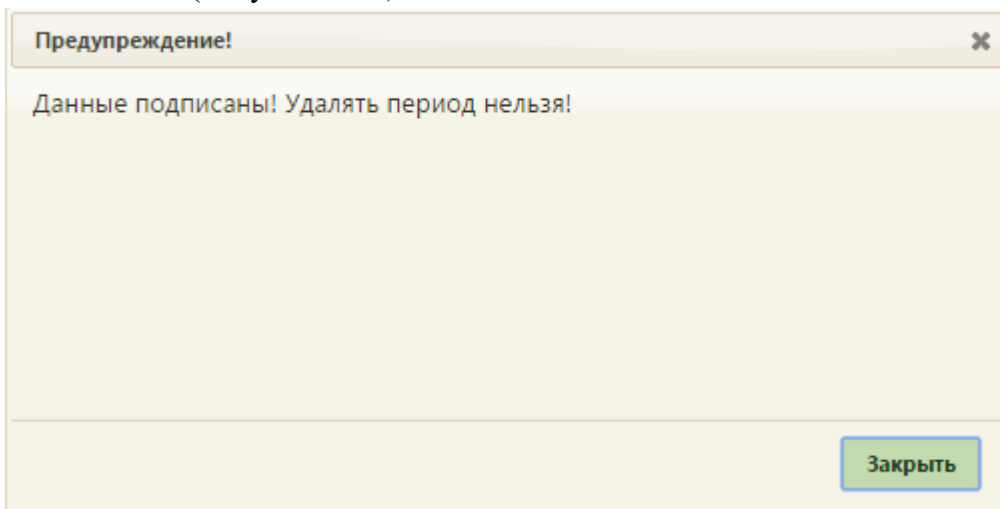 Предупреждение!
Данные подписаны! Удалять период нельзя!
Закрыть